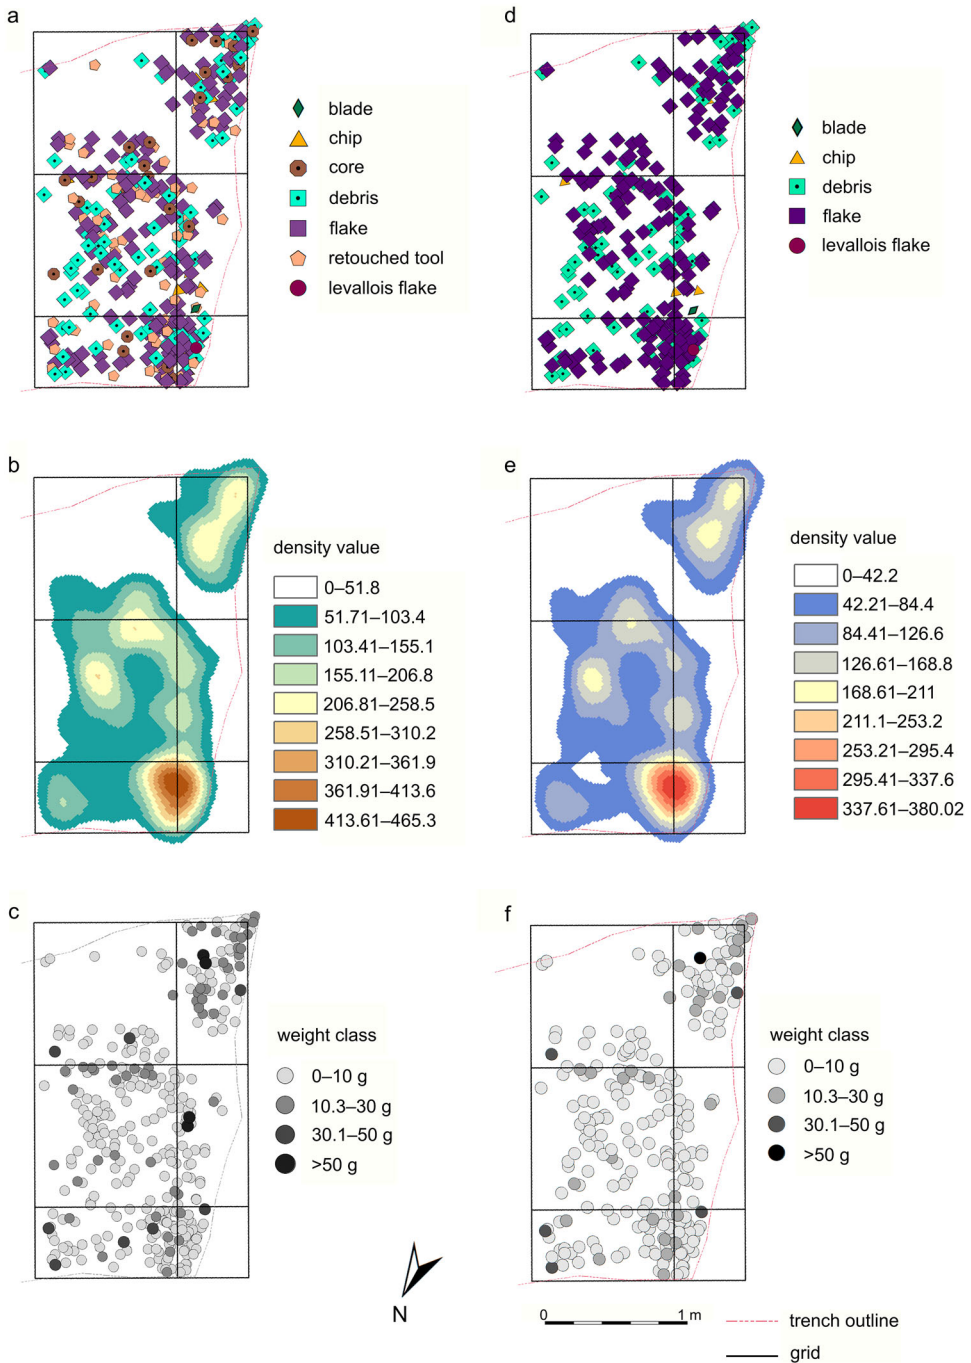 a
blade
chip
core
debris
flake
retouched tool
levallois flake
d
blade
chip
debris
flake
levallois flake
b
density value
0–51.8
51.71–103.4
103.41–155.1
155.11–206.8
206.81–258.5
258.51–310.2
310.21–361.9
361.91–413.6
413.61–465.3
e
density value
0–42.2
42.21–84.4
84.41–126.6
126.61–168.8
168.61–211
211.1–253.2
253.21–295.4
295.41–337.6
337.61–380.02
c
weight class
0–10 g
10.3–30 g
30.1–50 g
>50 g
f
weight class
0–10 g
10.3–30 g
30.1–50 g
>50 g
N
0 1 m
trench outline
grid